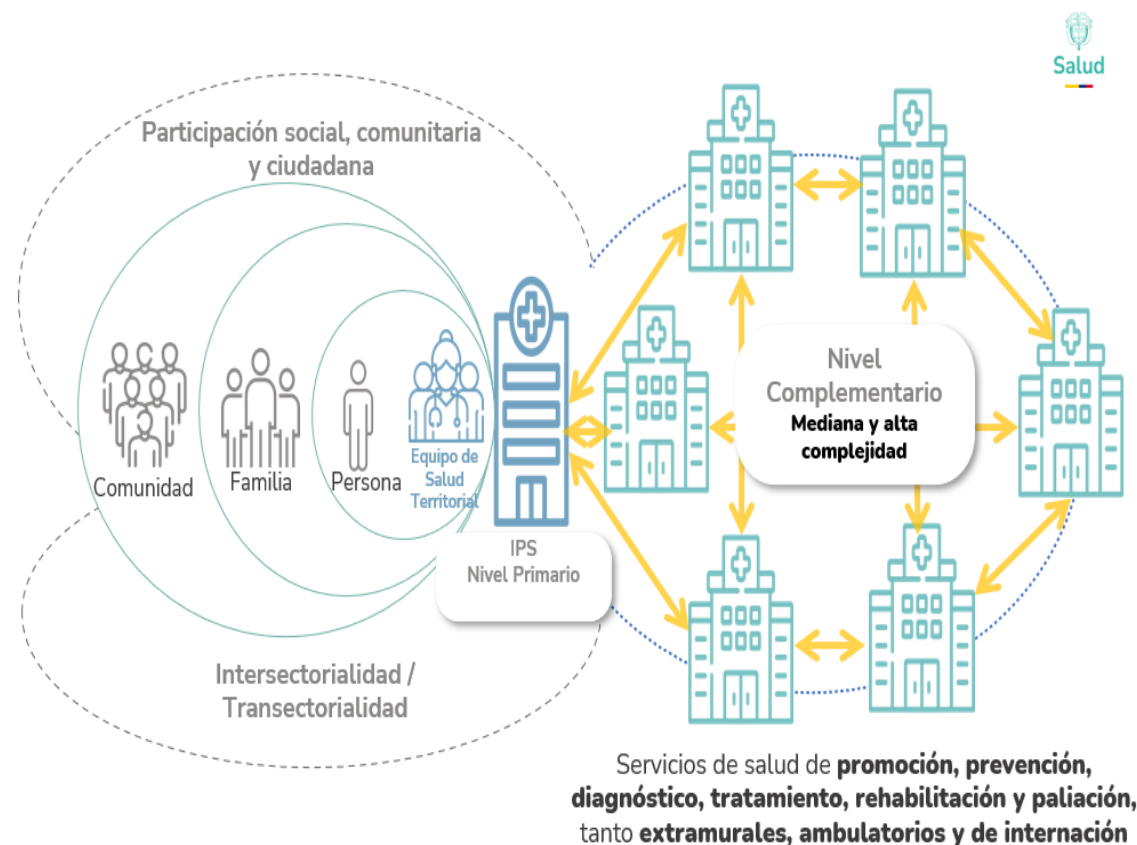 Salud
Participación social, comunitaria
y ciudadana
Comunidad
Familia
Persona
Equipo de
Salud
Territorial
IPS
Nivel Primario
Nivel
Complementario
Mediana y alta
complejidad
Intersectorialidad /
Transectorialidad
Servicios de salud de promoción, prevención,
diagnóstico, tratamiento, rehabilitación y paliación,
tanto extramurales, ambulatorios y de internación